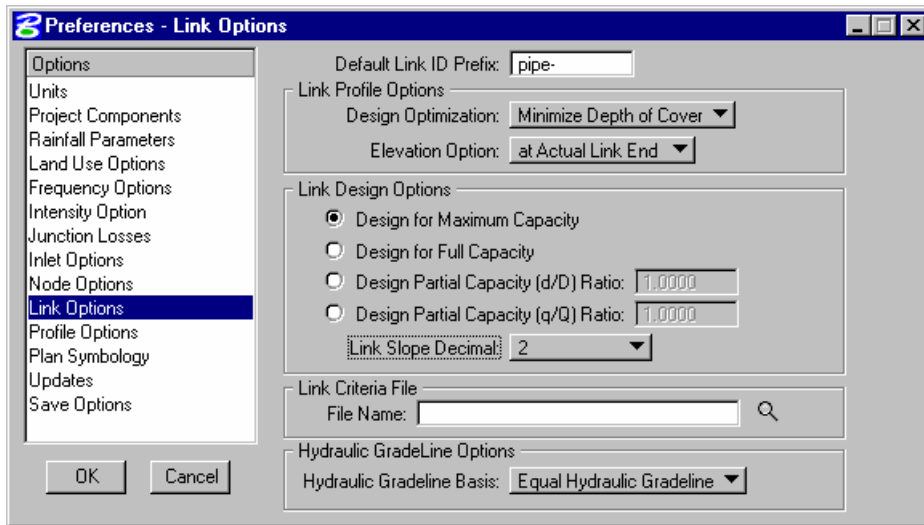 Preferences - Link Options
Options
Units
Project Components
Rainfall Parameters
Land Use Options
Frequency Options
Intensity Option
Junction Losses
Inlet Options
Node Options
Link Options
Profile Options
Plan Symbology
Updates
Save Options
OK
Cancel
Default Link ID Prefix: pipe-
Link Profile Options
Design Optimization: Minimize Depth of Cover
Elevation Option: at Actual Link End
Link Design Options
Design for Maximum Capacity
Design for Full Capacity
Design Partial Capacity (d/D) Ratio: 1.0000
Design Partial Capacity (q/Q) Ratio: 1.0000
Link Slope Decimal: 2
Link Criteria File
File Name:
Hydraulic GradeLine Options
Hydraulic Gradeline Basis: Equal Hydraulic Gradeline